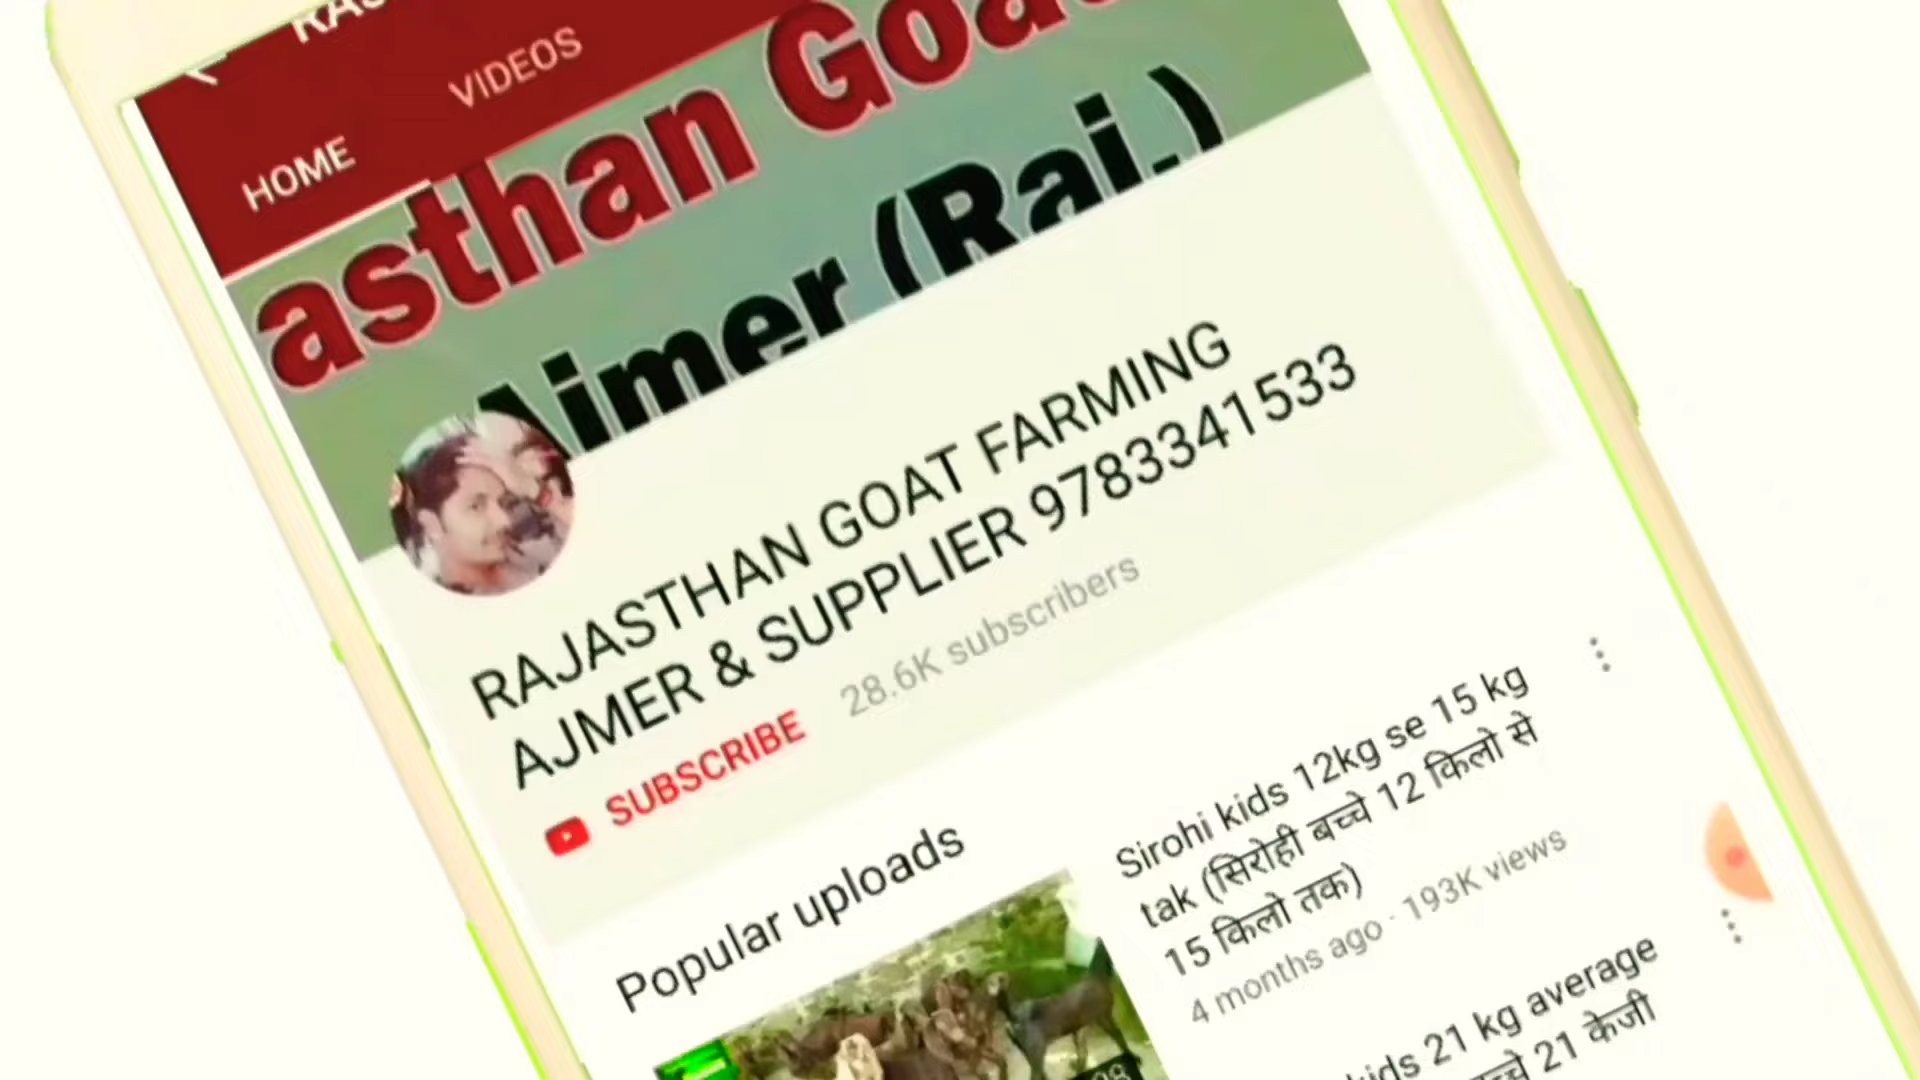 HOME
VIDEOS
asthan Goa
Ajmer (Raj.)
RAJASTHAN GOAT FARMING
AJMER & SUPPLIER 9783341533
SUBSCRIBE 28.6K subscribers
Popular uploads
Sirohi kids 12kg se 15 kg
tak (सिरोही बच्चे 12 किलो से
15 किलो तक)
4 months ago · 193K views
kids 21 kg average
21 केजी